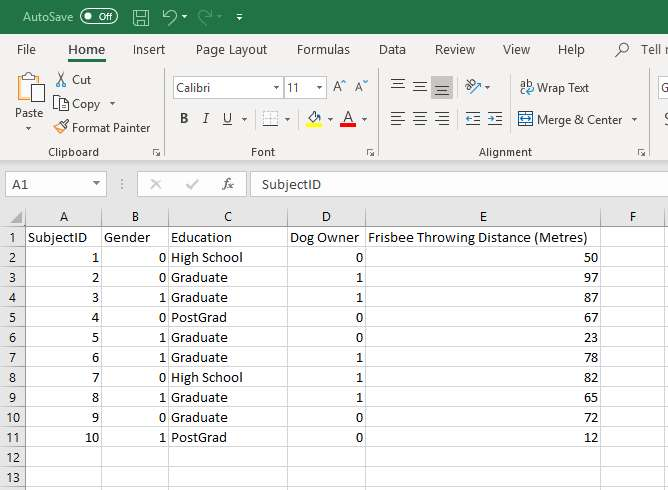 AutoSave Off
File Home Insert Page Layout Formulas Data Review View Help Tell
Cut
Copy
Format Painter
Paste
Calibri 11 A A
B I U A
ab Wrap Text
Merge & Center
Clipboard Font Alignment
A1 fx SubjectID
A B C D E F
1 SubjectID Gender Education Dog Owner Frisbee Throwing Distance (Metres)
2 1 0 High School 0 50
3 2 0 Graduate 1 97
4 3 1 Graduate 1 87
5 4 0 PostGrad 0 67
6 5 1 Graduate 0 23
7 6 1 Graduate 1 78
8 7 0 High School 1 82
9 8 1 Graduate 1 65
10 9 0 Graduate 0 72
11 10 1 PostGrad 0 12
12
13